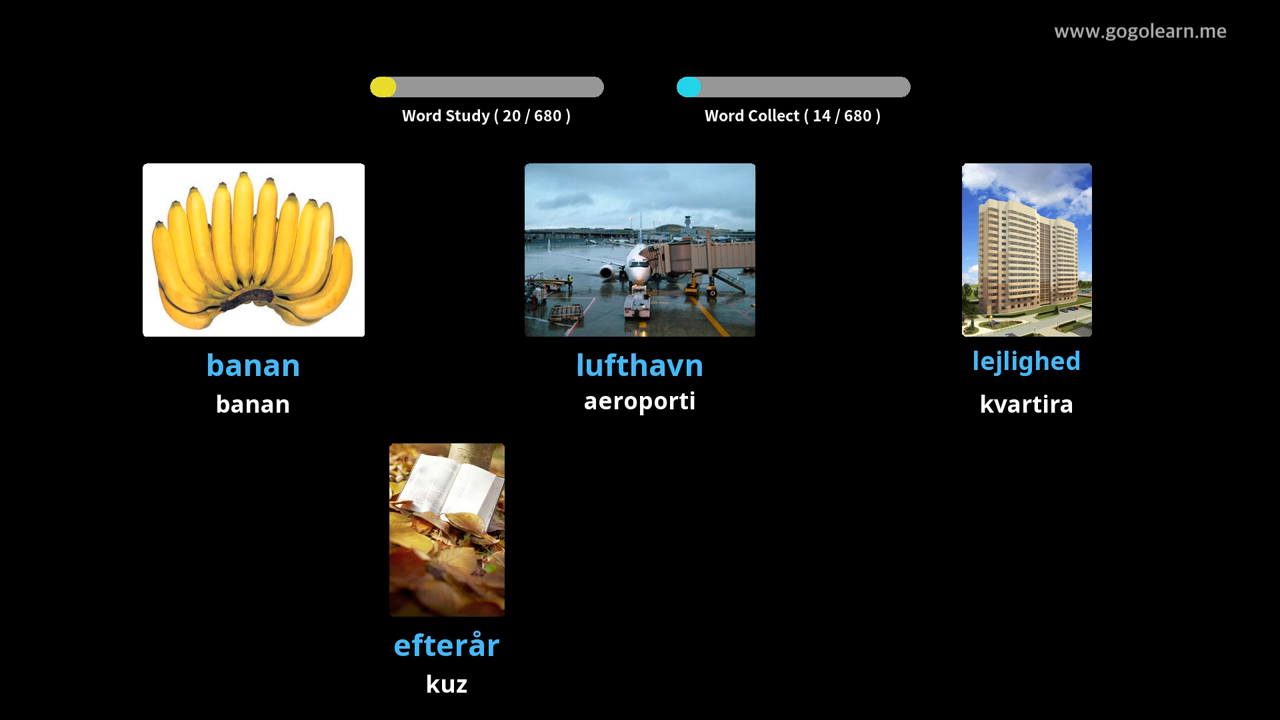 www.gogolearn.me
Word Study ( 20 / 680 )
Word Collect ( 14 / 680 )
banan
banan
lufthavn
aeroporti
lejlighed
kvartira
efterår
kuz